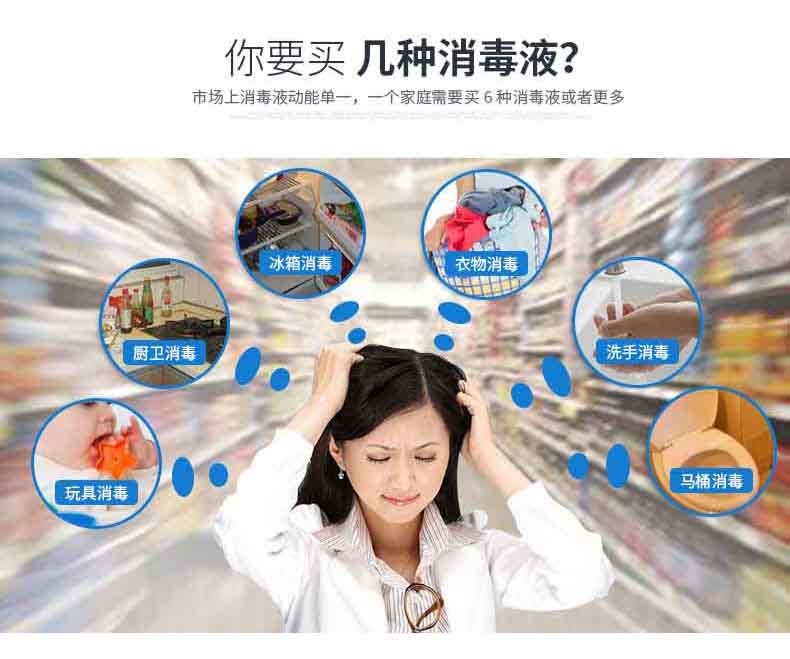 你要买 几种消毒液?
市场上消毒液动能单一，一个家庭需要买 6 种消毒液或者更多
冰箱消毒
衣物消毒
厨卫消毒
洗手消毒
玩具消毒
马桶消毒